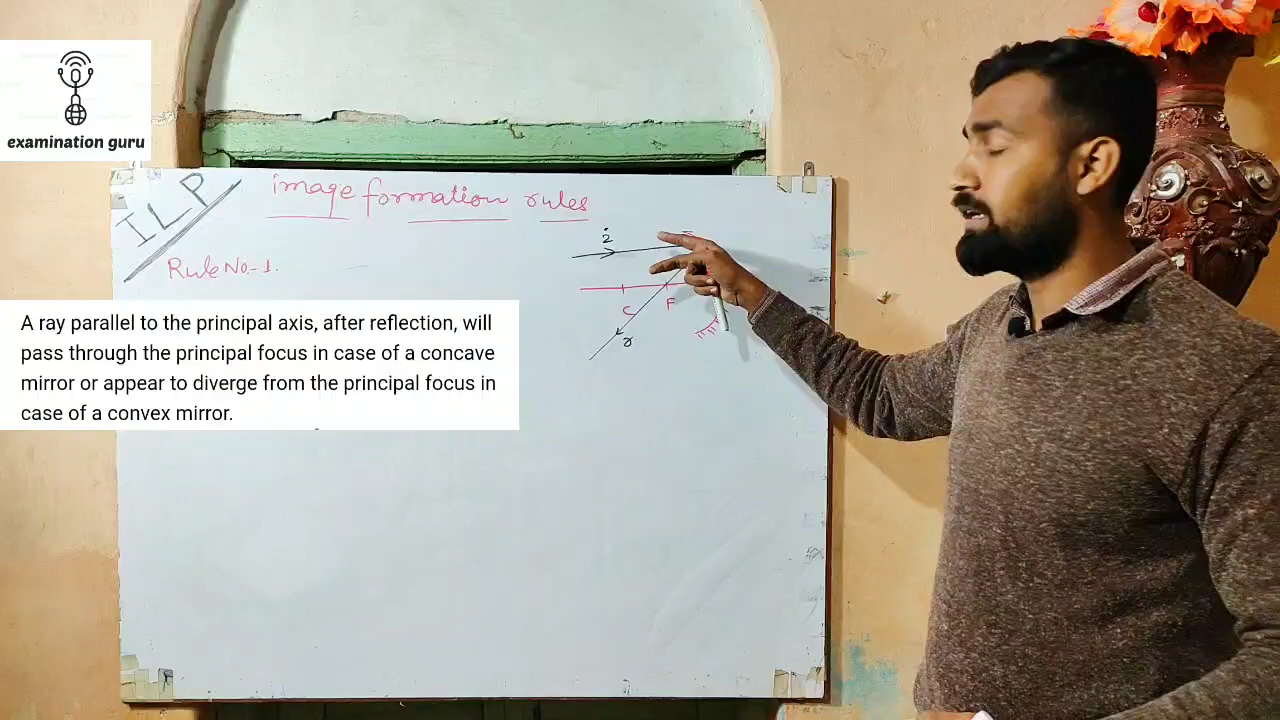 examination guru
ILP
image formation rules
Rule No.-1.
i
C
F
r
A ray parallel to the principal axis, after reflection, will
pass through the principal focus in case of a concave
mirror or appear to diverge from the principal focus in
case of a convex mirror.